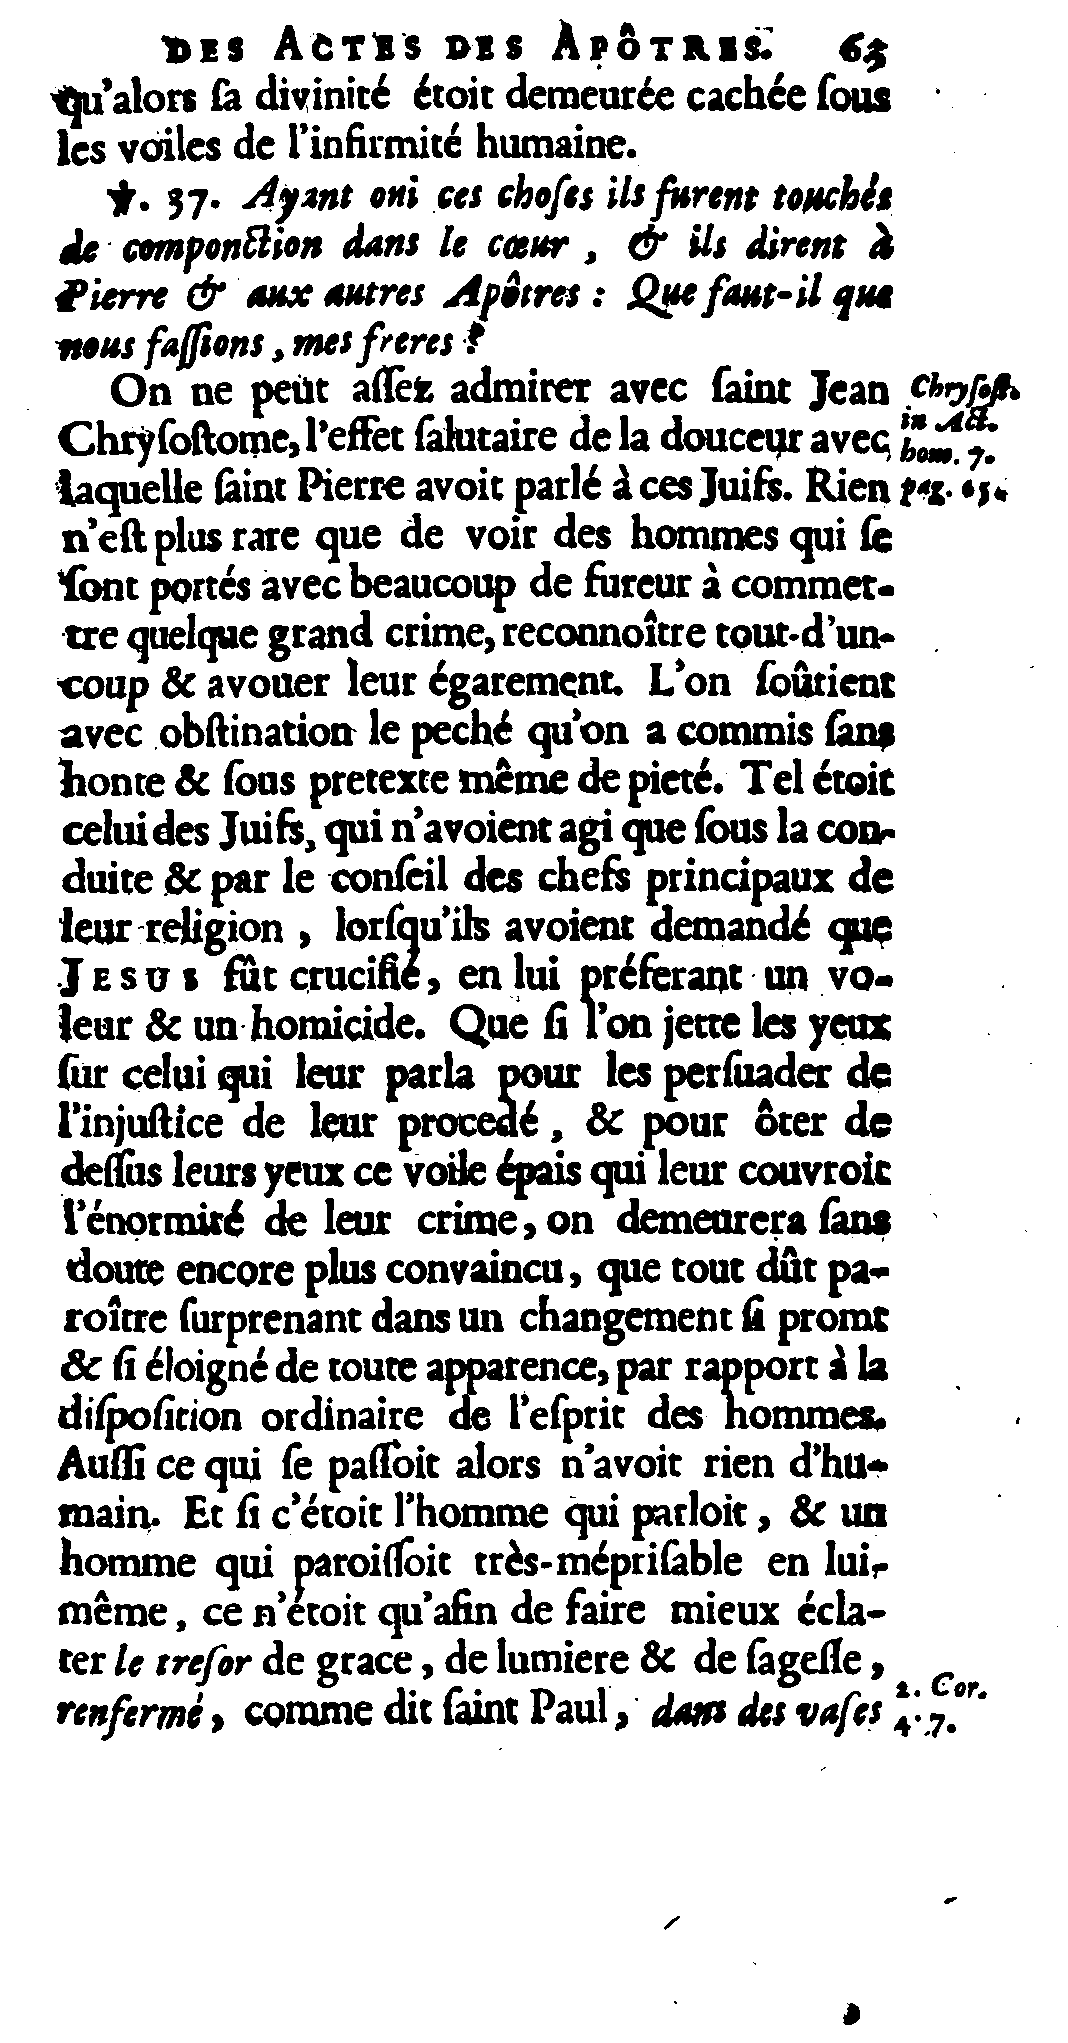 DES ACTES DES APÔTRES. 63
qu'alors ſa divinité étoit demeurée cachée ſous
les voiles de l'infirmité humaine.
℣. 37. Ayant oui ces choſes ils furent touchés
de componction dans le cœur, & ils dirent à
Pierre & aux autres Apôtres : Que faut-il que
nous faſſions, mes freres ?
On ne peut aſſez admirer avec ſaint Jean
Chryſoſtome, l'effet ſalutaire de la douceur avec
laquelle ſaint Pierre avoit parlé à ces Juifs. Rien
n'eſt plus rare que de voir des hommes qui ſe
ſont portés avec beaucoup de fureur à commet-
tre quelque grand crime, reconnoître tout-d'un-
coup & avouer leur égarement. L'on ſoûtient
avec obſtination le peché qu'on a commis ſans
honte & ſous pretexte même de pieté. Tel étoit
celui des Juifs, qui n'avoient agi que ſous la con-
duite & par le conſeil des chefs principaux de
leur religion, lorſqu'ils avoient demandé que
JESUS fût crucifié, en lui préferant un vo-
leur & un homicide. Que ſi l'on jette les yeux
ſur celui qui leur parla pour les perſuader de
l'injuſtice de leur procedé, & pour ôter de
deſſus leurs yeux ce voile épais qui leur couvroit
l'énormité de leur crime, on demeurera ſans
doute encore plus convaincu, que tout dût pa-
roître ſurprenant dans un changement ſi promt
& ſi éloigné de toute apparence, par rapport à la
diſpoſition ordinaire de l'eſprit des hommes.
Auſſi ce qui ſe paſſoit alors n'avoit rien d'hu-
main. Et ſi c'étoit l'homme qui parloit, & un
homme qui paroiſſoit très-mépriſable en lui-
même, ce n'étoit qu'afin de faire mieux écla-
ter le treſor de grace, de lumiere & de ſageſſe,
renfermé, comme dit ſaint Paul, dans des vaſes
Chryſoſt.
in Act.
hom. 7.
pag.
2. Cor.
4. 7.